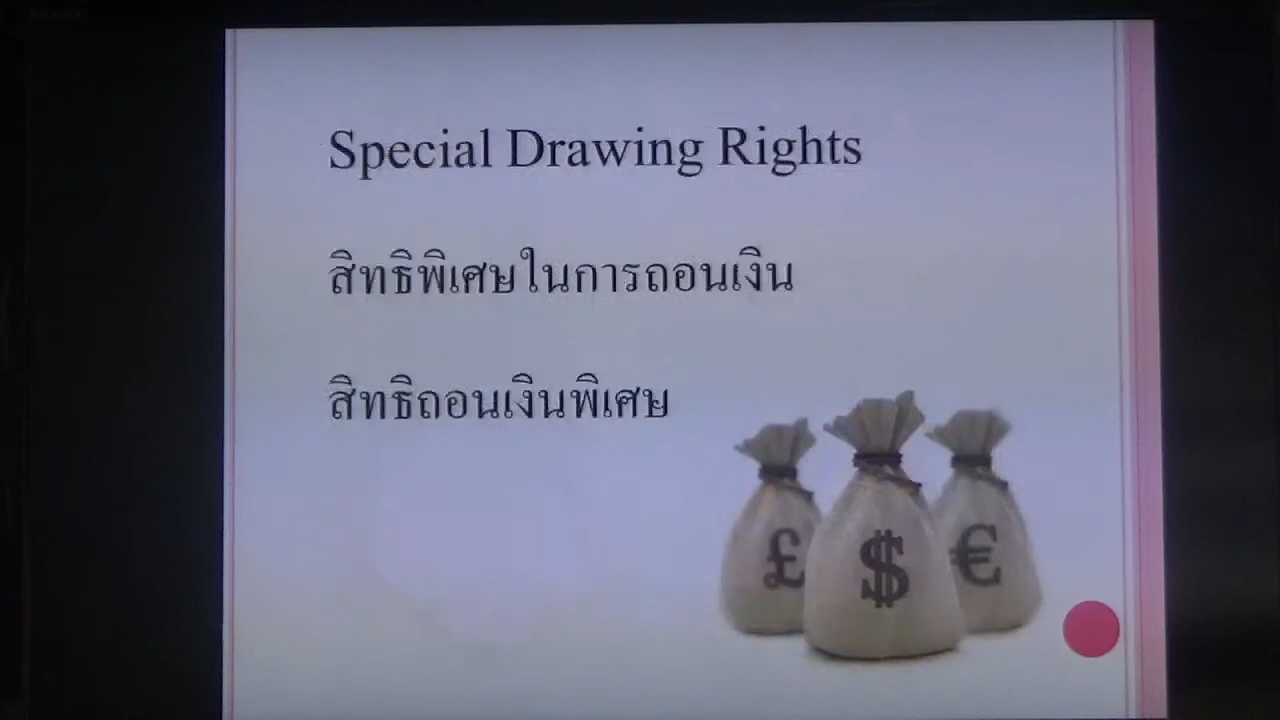 Special Drawing Rights
สิทธิพิเศษในการถอนเงิน
สิทธิถอนเงินพิเศษ
£
$
€